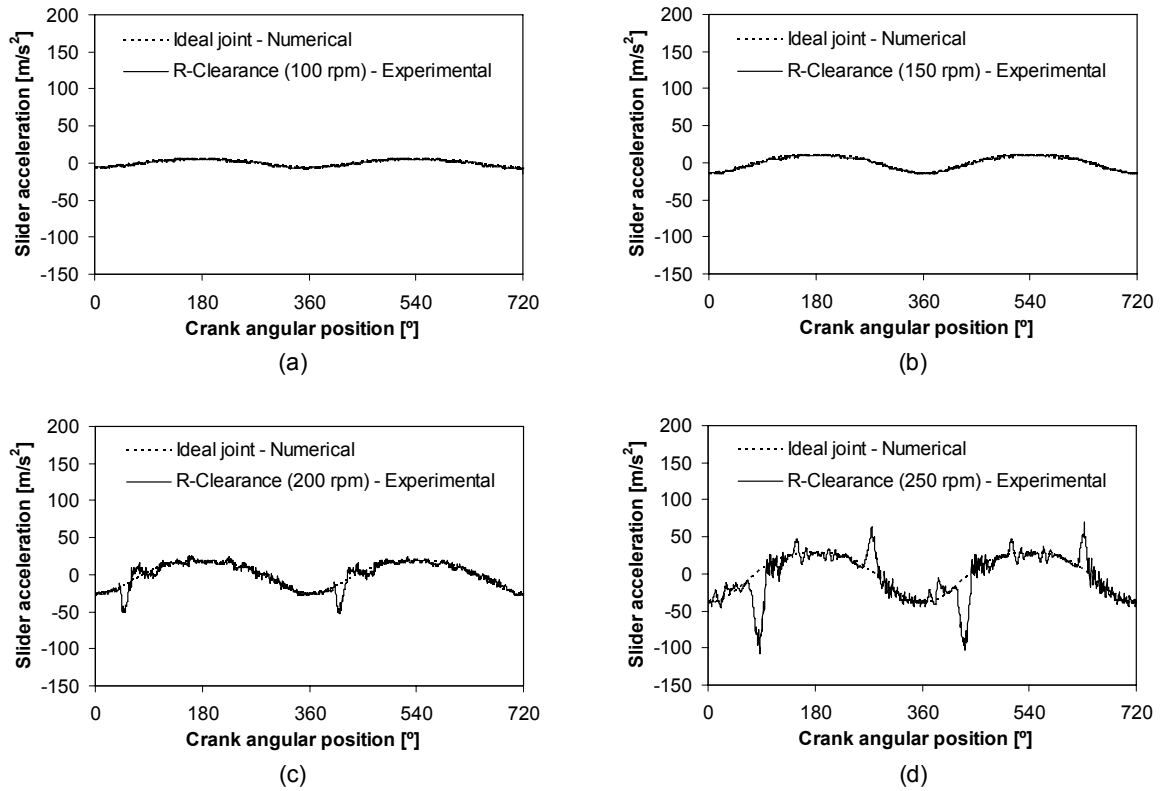 200
150
100
50
0
-50
-100
-150
Slider acceleration [m/s²]
Ideal joint - Numerical
R-Clearance (100 rpm) - Experimental
0 180 360 540 720
Crank angular position [º]
(a)
200
150
100
50
0
-50
-100
-150
Slider acceleration [m/s²]
Ideal joint - Numerical
R-Clearance (150 rpm) - Experimental
0 180 360 540 720
Crank angular position [º]
(b)
200
150
100
50
0
-50
-100
-150
Slider acceleration [m/s²]
Ideal joint - Numerical
R-Clearance (200 rpm) - Experimental
0 180 360 540 720
Crank angular position [º]
(c)
200
150
100
50
0
-50
-100
-150
Slider acceleration [m/s²]
Ideal joint - Numerical
R-Clearance (250 rpm) - Experimental
0 180 360 540 720
Crank angular position [º]
(d)